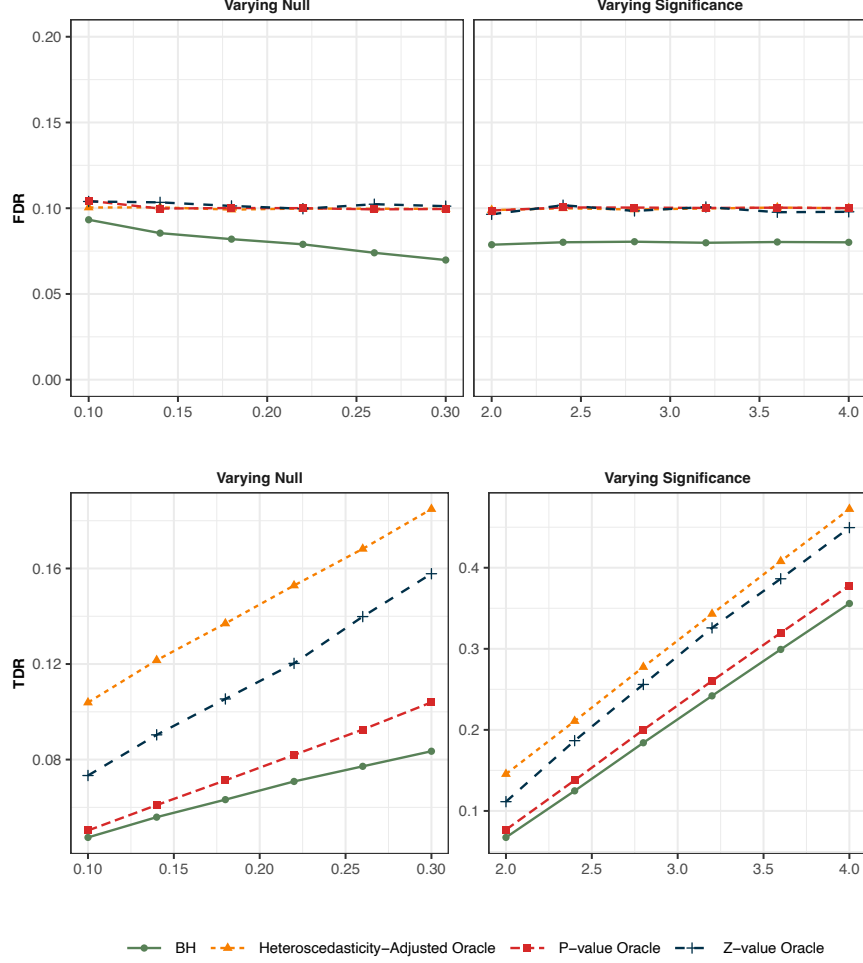 Varying Null Varying Significance
0.20
0.15
0.10
0.05
0.00
FDR
0.10 0.15 0.20 0.25 0.30 2.0 2.5 3.0 3.5 4.0
Varying Null Varying Significance
0.16
0.12
0.08
TDR
0.4
0.3
0.2
0.1
0.10 0.15 0.20 0.25 0.30 2.0 2.5 3.0 3.5 4.0
BH Heteroscedasticity−Adjusted Oracle P−value Oracle Z−value Oracle